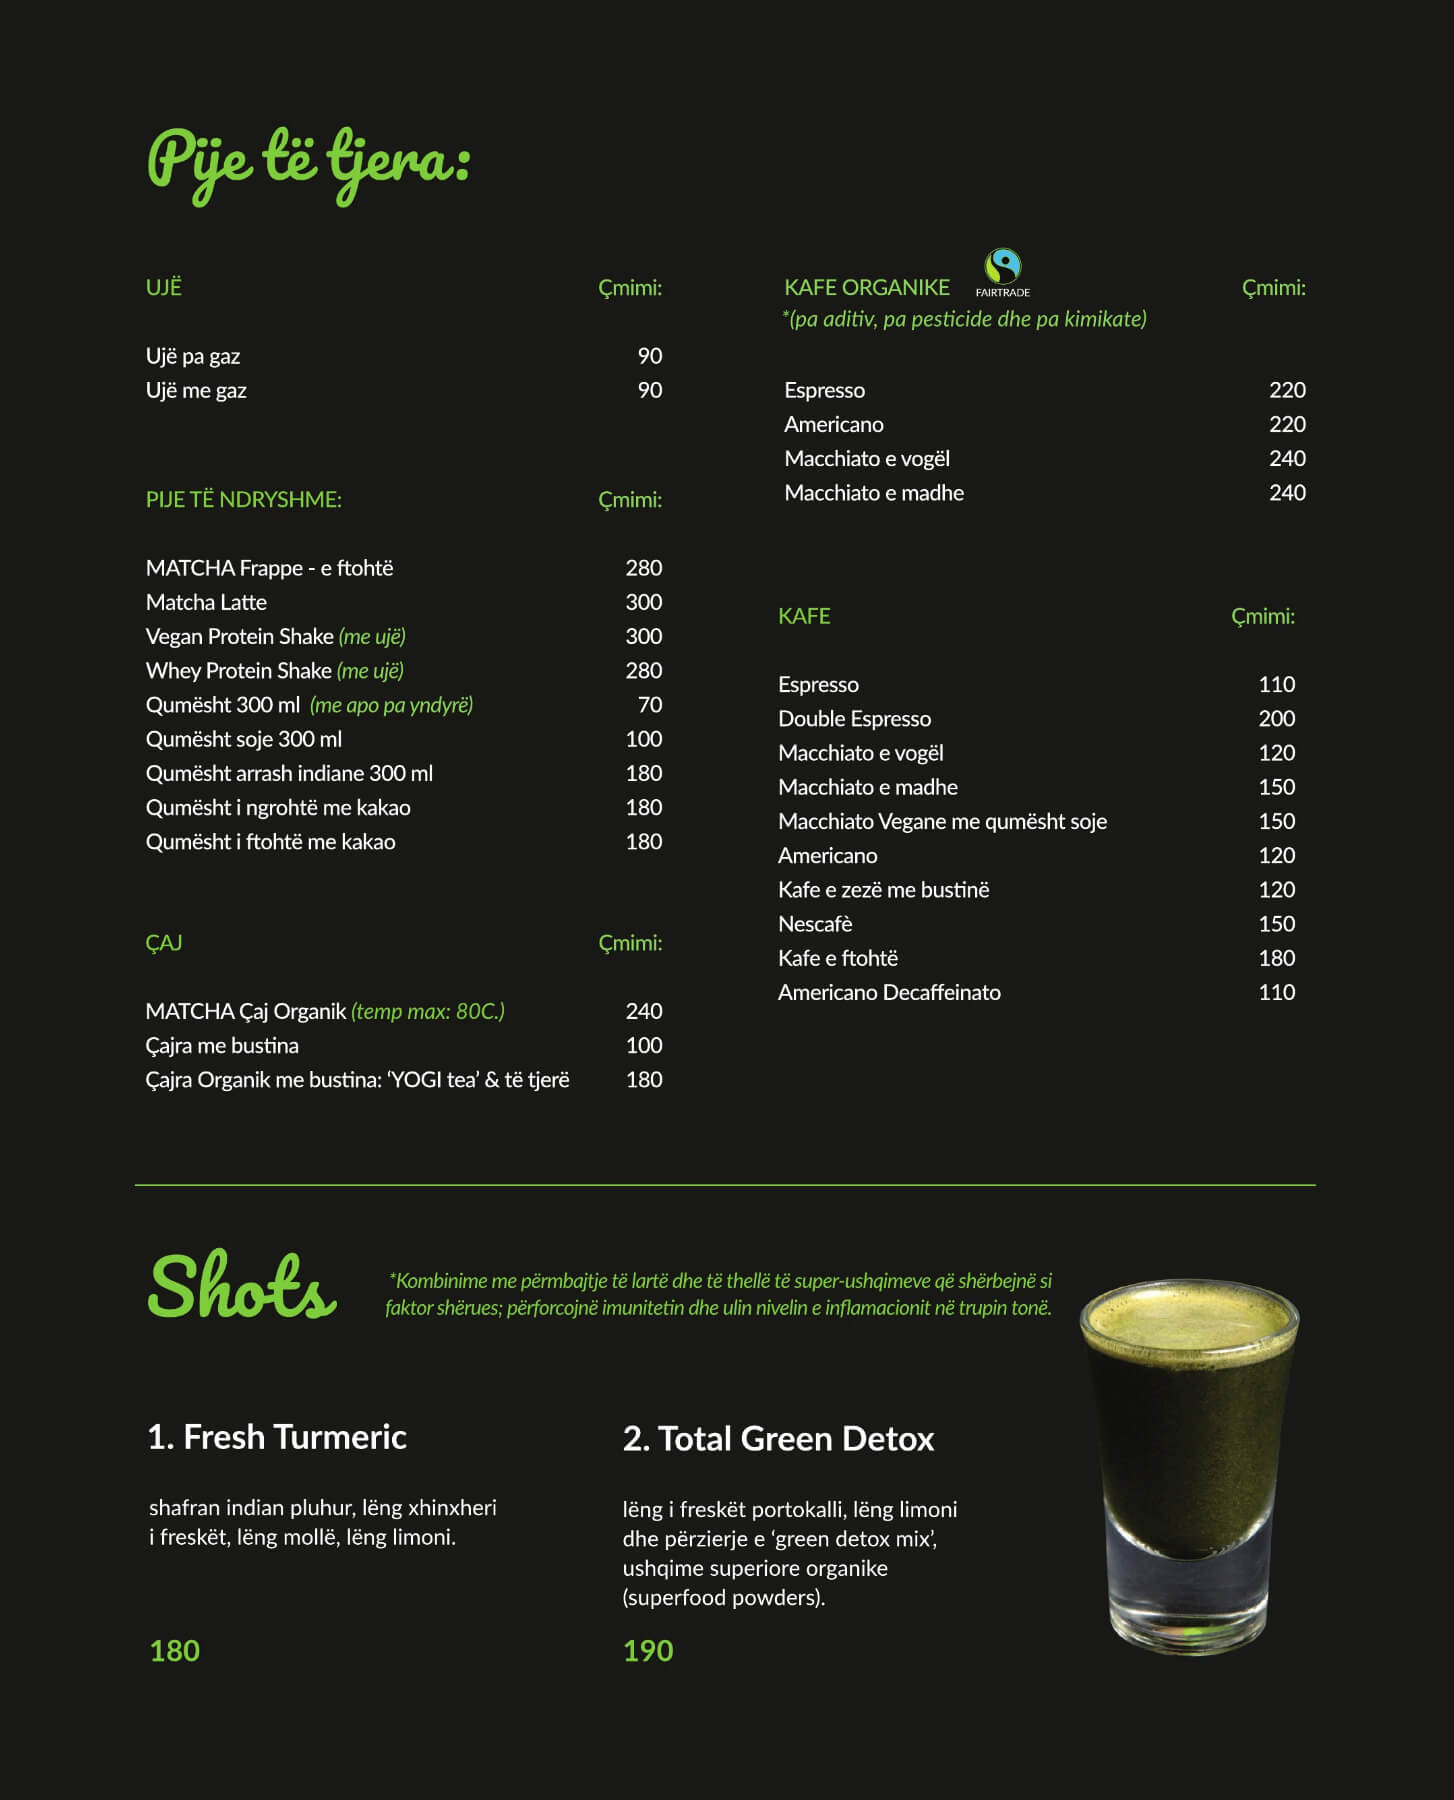 Pije të tjera:
UJË Çmimi:
Ujë pa gaz 90
Ujë me gaz 90
PIJE TË NDRYSHME: Çmimi:
MATCHA Frappe - e ftohtë 280
Matcha Latte 300
Vegan Protein Shake (me ujë) 300
Whey Protein Shake (me ujë) 280
Qumësht 300 ml (me apo pa yndyrë) 70
Qumësht soje 300 ml 100
Qumësht arrash indiane 300 ml 180
Qumësht i ngrohtë me kakao 180
Qumësht i ftohtë me kakao 180
ÇAJ Çmimi:
MATCHA Çaj Organik (temp max: 80C.) 240
Çajra me bustina 100
Çajra Organik me bustina: ‘YOGI tea’ & të tjerë 180
KAFE ORGANIKE FAIRTRADE Çmimi:
*(pa aditiv, pa pesticide dhe pa kimikate)
Espresso 220
Americano 220
Macchiato e vogël 240
Macchiato e madhe 240
KAFE Çmimi:
Espresso 110
Double Espresso 200
Macchiato e vogël 120
Macchiato e madhe 150
Macchiato Vegane me qumësht soje 150
Americano 120
Kafe e zezë me bustinë 120
Nescafè 150
Kafe e ftohtë 180
Americano Decaffeinato 110
Shots
*Kombinime me përmbajtje të lartë dhe të thellë të super-ushqimeve që shërbejnë si
faktor shërues; përforcojnë imunitetin dhe ulin nivelin e inflamacionit në trupin tonë.
1. Fresh Turmeric
shafran indian pluhur, lëng xhinxheri
i freskët, lëng mollë, lëng limoni.
180
2. Total Green Detox
lëng i freskët portokalli, lëng limoni
dhe përzierje e ‘green detox mix’,
ushqime superiore organike
(superfood powders).
190